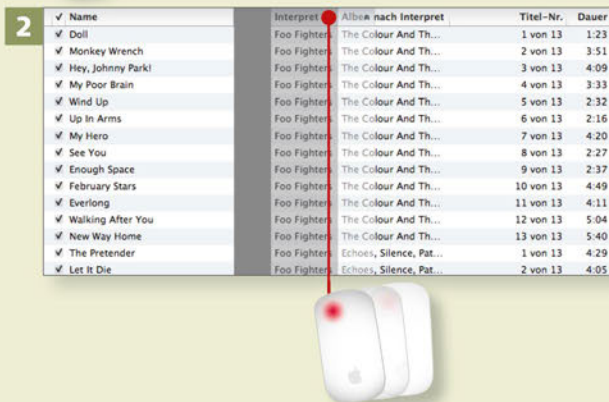 2
✓ Name Interpret Alben nach Interpret Titel-Nr. Dauer
✓ Doll Foo Fighters The Colour And Th... 1 von 13 1:23
✓ Monkey Wrench Foo Fighters The Colour And Th... 2 von 13 3:51
✓ Hey, Johnny Park! Foo Fighters The Colour And Th... 3 von 13 4:09
✓ My Poor Brain Foo Fighters The Colour And Th... 4 von 13 3:33
✓ Wind Up Foo Fighters The Colour And Th... 5 von 13 2:32
✓ Up In Arms Foo Fighters The Colour And Th... 6 von 13 2:16
✓ My Hero Foo Fighters The Colour And Th... 7 von 13 4:20
✓ See You Foo Fighters The Colour And Th... 8 von 13 2:27
✓ Enough Space Foo Fighters The Colour And Th... 9 von 13 2:37
✓ February Stars Foo Fighters The Colour And Th... 10 von 13 4:49
✓ Everlong Foo Fighters The Colour And Th... 11 von 13 4:11
✓ Walking After You Foo Fighters The Colour And Th... 12 von 13 5:04
✓ New Way Home Foo Fighters The Colour And Th... 13 von 13 5:40
✓ The Pretender Foo Fighters Echoes, Silence, Pat... 1 von 13 4:29
✓ Let It Die Foo Fighters Echoes, Silence, Pat... 2 von 13 4:05